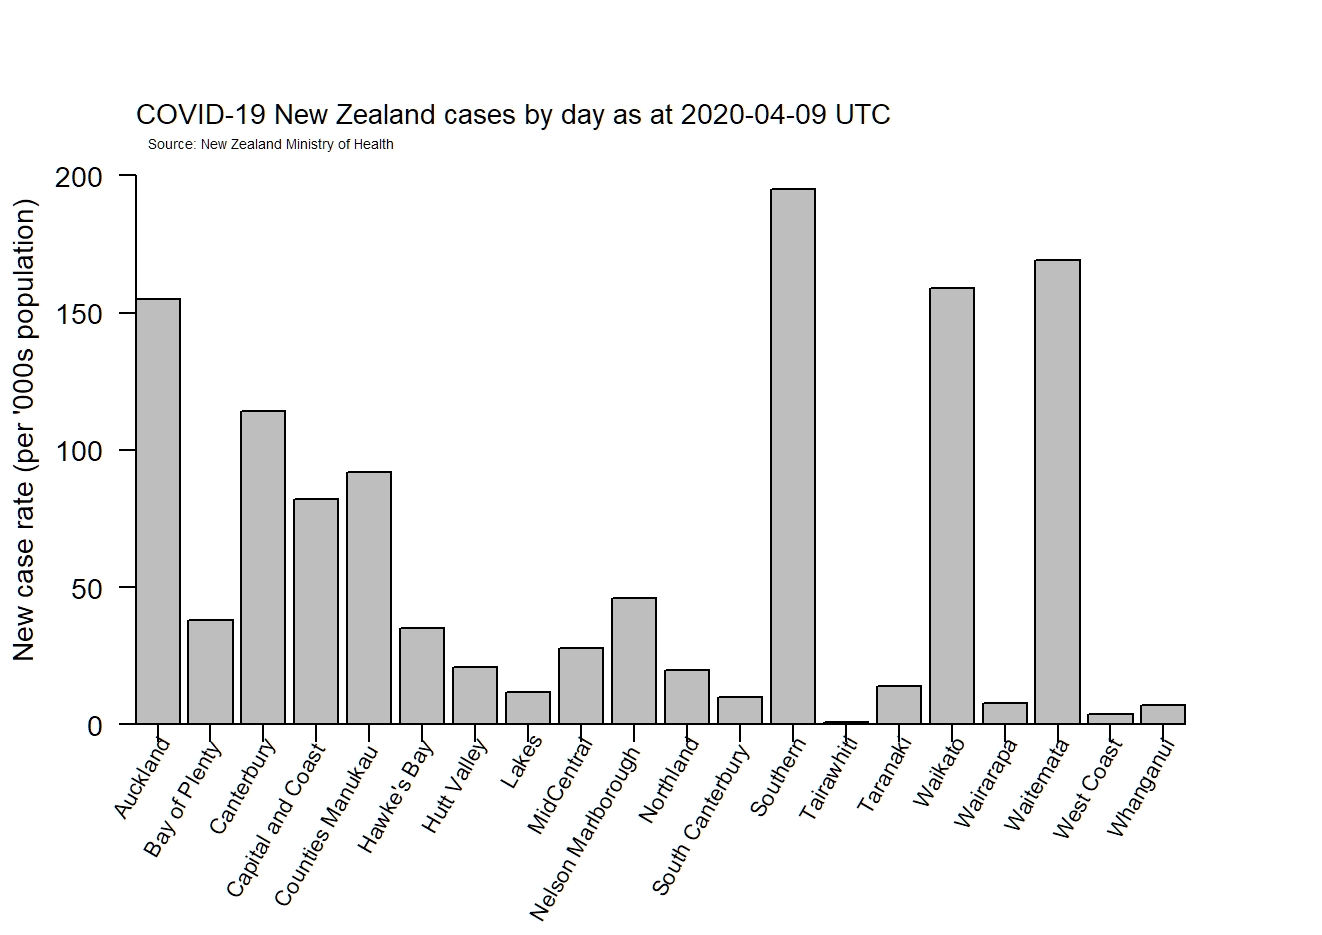 COVID-19 New Zealand cases by day as at 2020-04-09 UTC
Source: New Zealand Ministry of Health
New case rate (per '000s population)
200
150
100
50
0
Auckland
Bay of Plenty
Canterbury
Capital and Coast
Counties Manukau
Hawke's Bay
Hutt Valley
Lakes
MidCentral
Nelson Marlborough
Northland
South Canterbury
Southern
Tairawhiti
Taranaki
Waikato
Wairarapa
Waitemata
West Coast
Whanganui